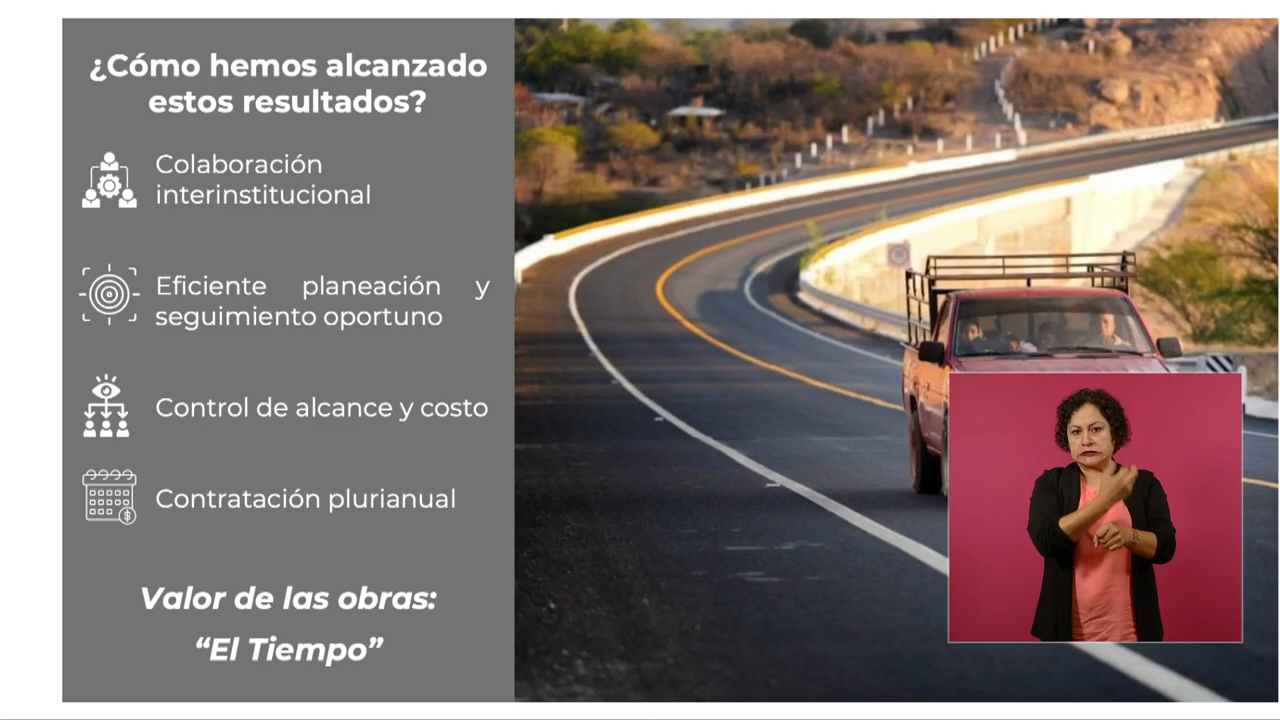 ¿Cómo hemos alcanzado
estos resultados?
Colaboración
interinstitucional
Eficiente planeación y
seguimiento oportuno
Control de alcance y costo
Contratación plurianual
Valor de las obras:
“El Tiempo”